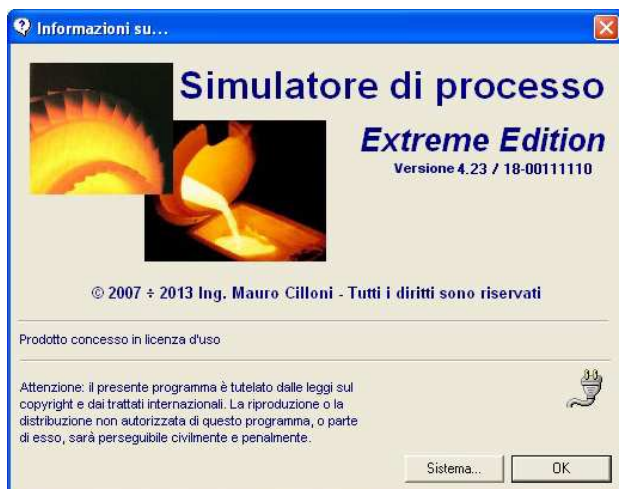 Informazioni su...
Simulatore di processo
Extreme Edition
Versione 4.23 / 18-00111110
© 2007 ÷ 2013 Ing. Mauro Cilloni - Tutti i diritti sono riservati
Prodotto concesso in licenza d'uso
Attenzione: il presente programma è tutelato dalle leggi sul
copyright e dai trattati internazionali. La riproduzione o la
distribuzione non autorizzata di questo programma, o parte
di esso, sarà perseguibile civilmente e penalmente.
Sistema...
OK